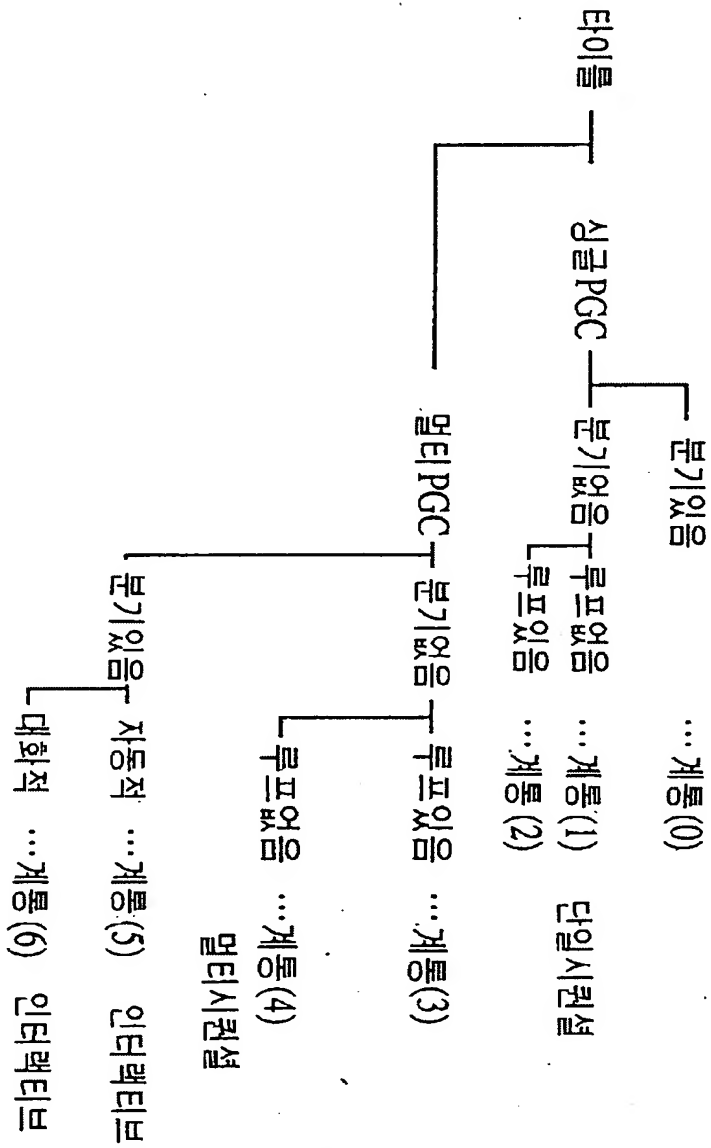 분기있음 …계통(0)
타이틀 싱글PGC 분기없음 루프없음 …계통(1) 단일시퀀셜
루프있음 …계통(2)
멀티PGC 분기없음 루프있음 …계통(3)
루프없음 …계통(4)
멀티시퀀셜
분기있음 자동적 …계통(5) 인터랙티브
대화적 …계통(6) 인터랙티브